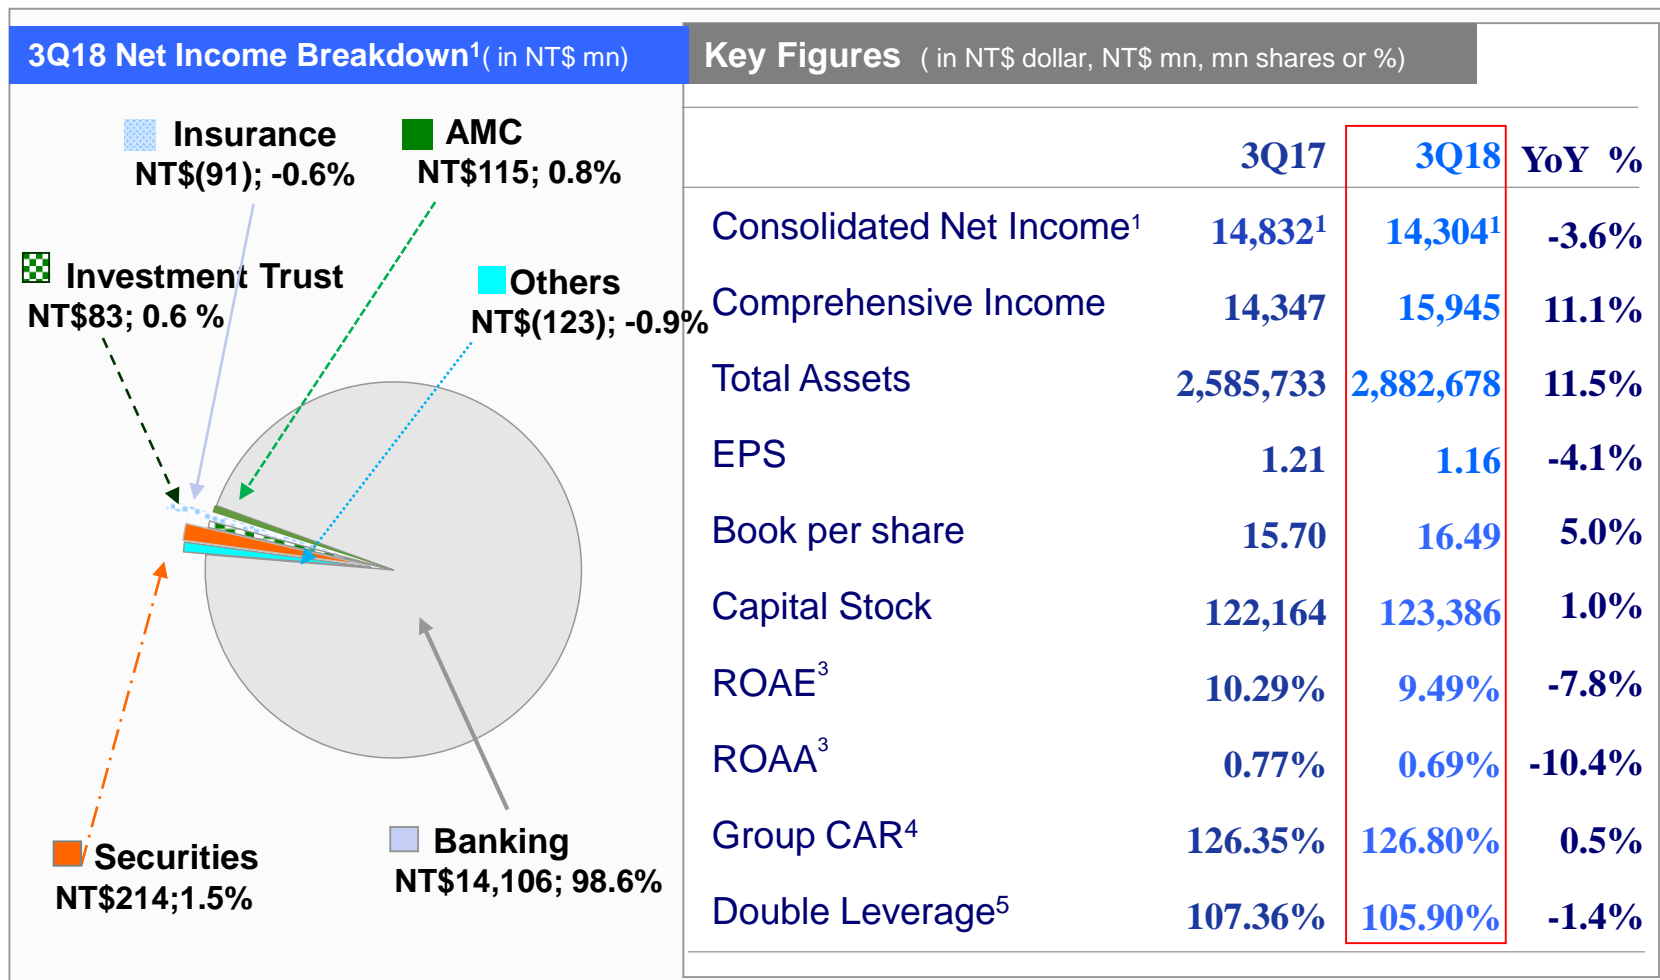 3Q18 Net Income Breakdown¹( in NT$ mn)
Insurance
NT$(91); -0.6%
AMC
NT$115; 0.8%
Investment Trust
NT$83; 0.6 %
Others
NT$(123); -0.9%
Securities
NT$214;1.5%
Banking
NT$14,106; 98.6%
Key Figures ( in NT$ dollar, NT$ mn, mn shares or %)
3Q17 3Q18 YoY %
Consolidated Net Income¹ 14,832¹ 14,304¹ -3.6%
Comprehensive Income 14,347 15,945 11.1%
Total Assets 2,585,733 2,882,678 11.5%
EPS 1.21 1.16 -4.1%
Book per share 15.70 16.49 5.0%
Capital Stock 122,164 123,386 1.0%
ROAE³ 10.29% 9.49% -7.8%
ROAA³ 0.77% 0.69% -10.4%
Group CAR⁴ 126.35% 126.80% 0.5%
Double Leverage⁵ 107.36% 105.90% -1.4%